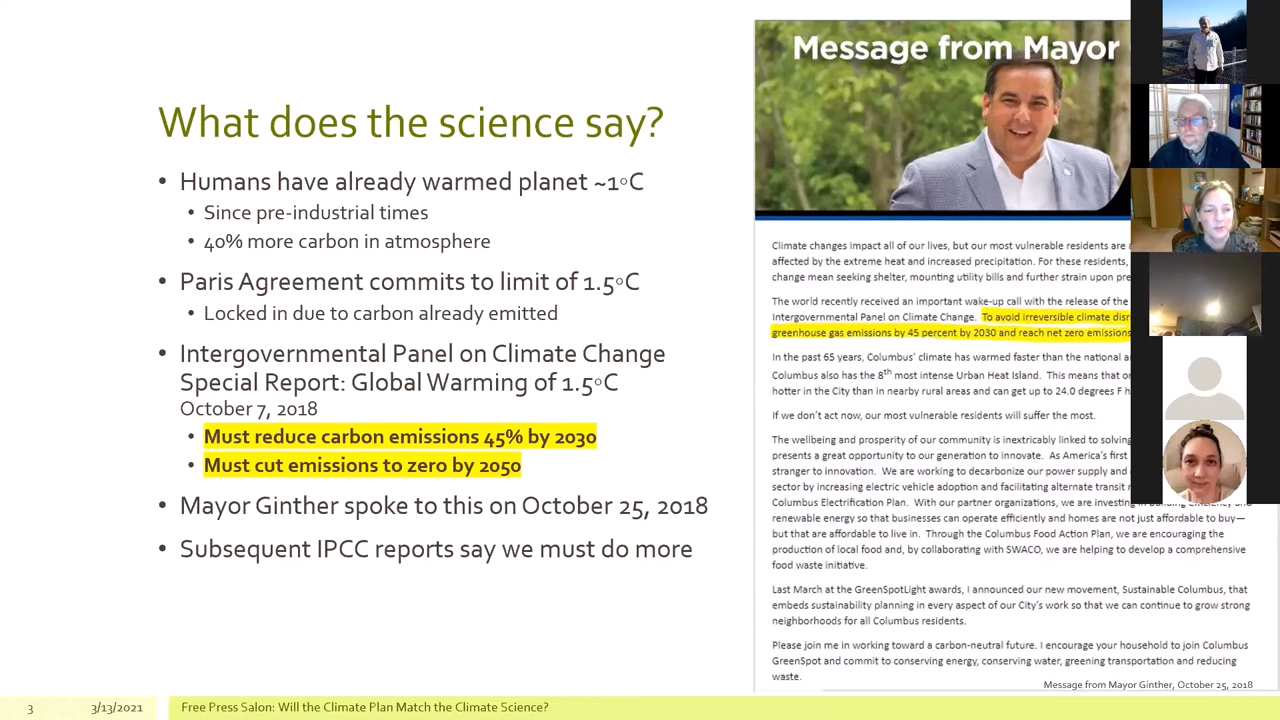 What does the science say?
• Humans have already warmed planet ~1°C
• Since pre-industrial times
• 40% more carbon in atmosphere
• Paris Agreement commits to limit of 1.5°C
• Locked in due to carbon already emitted
• Intergovernmental Panel on Climate Change
Special Report: Global Warming of 1.5°C
October 7, 2018
• Must reduce carbon emissions 45% by 2030
• Must cut emissions to zero by 2050
• Mayor Ginther spoke to this on October 25, 2018
• Subsequent IPCC reports say we must do more
Message from Mayor
Climate changes impact all of our lives, but our most vulnerable residents are
affected by the extreme heat and increased precipitation. For these residents,
change mean seeking shelter, mounting utility bills and further strain upon
The world recently received an important wake-up call with the release of the
Intergovernmental Panel on Climate Change. To avoid irreversible climate
greenhouse gas emissions by 45 percent by 2030 and reach net zero emissions
In the past 65 years, Columbus' climate has warmed faster than the national
Columbus also has the 8th most intense Urban Heat Island. This means that
hotter in the City than in nearby rural areas and can get up to 24.0 degrees F
If we don't act now, our most vulnerable residents will suffer the most.
The wellbeing and prosperity of our community is inextricably linked to solving
presents a great opportunity to our generation to innovate. As America's first
stranger to innovation. We are working to decarbonize our power supply and
sector by increasing electric vehicle adoption and facilitating alternate transit
Columbus Electrification Plan. With our partner organizations, we are investing in building efficiency and
renewable energy so that businesses can operate efficiently and homes are not just affordable to buy—
but that are affordable to live in. Through the Columbus Food Action Plan, we are encouraging the
production of local food and, by collaborating with SWACO, we are helping to develop a comprehensive
food waste initiative.
Last March at the GreenSpotLight awards, I announced our new movement, Sustainable Columbus, that
embeds sustainability planning in every aspect of our City's work so that we can continue to grow strong
neighborhoods for all Columbus residents.
Please join me in working toward a carbon-neutral future. I encourage your household to join Columbus
GreenSpot and commit to conserving energy, conserving water, greening transportation and reducing
waste.
Message from Mayor Ginther, October 25, 2018
3
3/13/2021
Free Press Salon: Will the Climate Plan Match the Climate Science?